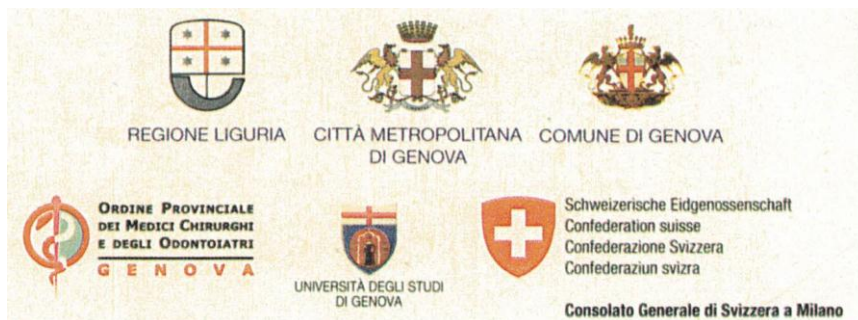 REGIONE LIGURIA
CITTÀ METROPOLITANA
DI GENOVA
COMUNE DI GENOVA
ORDINE PROVINCIALE
DEI MEDICI CHIRURGHI
E DEGLI ODONTOIATRI
GENOVA
UNIVERSITÀ DEGLI STUDI
DI GENOVA
Schweizerische Eidgenossenschaft
Confederation suisse
Confederazione Svizzera
Confederaziun svizra
Consolato Generale di Svizzera a Milano